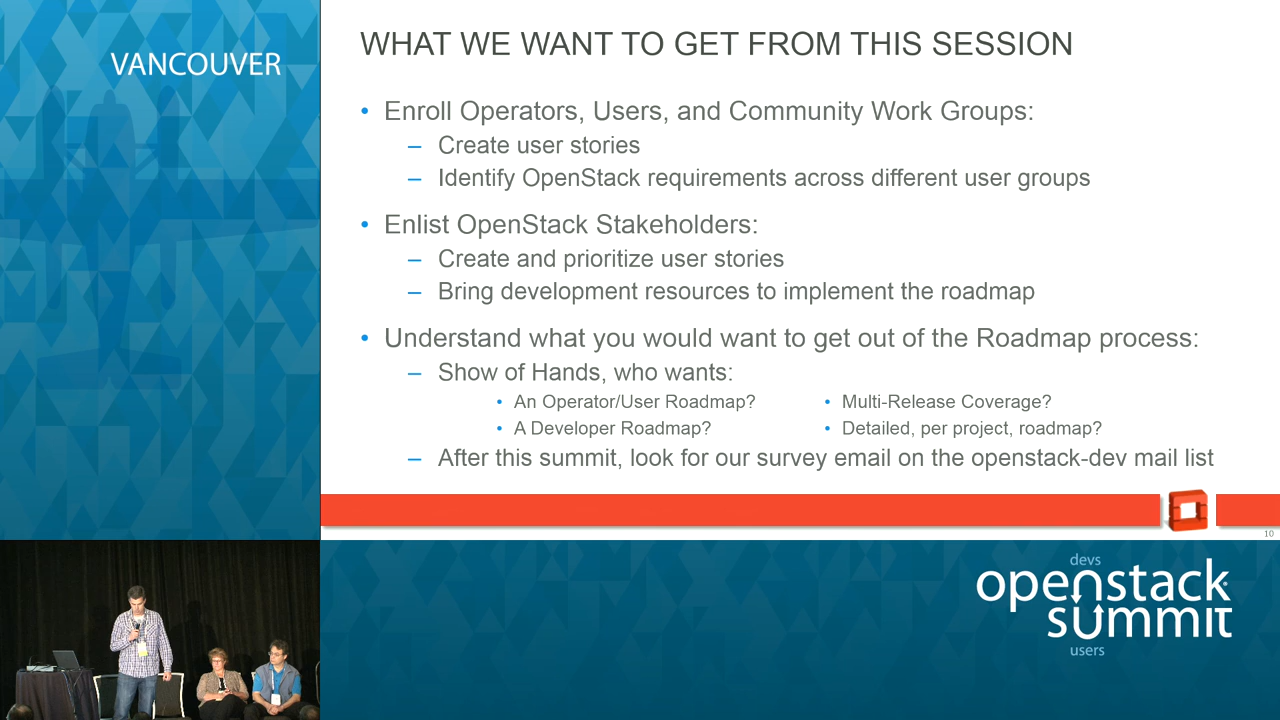 VANCOUVER
WHAT WE WANT TO GET FROM THIS SESSION
• Enroll Operators, Users, and Community Work Groups:
– Create user stories
– Identify OpenStack requirements across different user groups
• Enlist OpenStack Stakeholders:
– Create and prioritize user stories
– Bring development resources to implement the roadmap
• Understand what you would want to get out of the Roadmap process:
– Show of Hands, who wants:
• An Operator/User Roadmap?
• Multi-Release Coverage?
• A Developer Roadmap?
• Detailed, per project, roadmap?
– After this summit, look for our survey email on the openstack-dev mail list
10
devs
openstack
summit
users